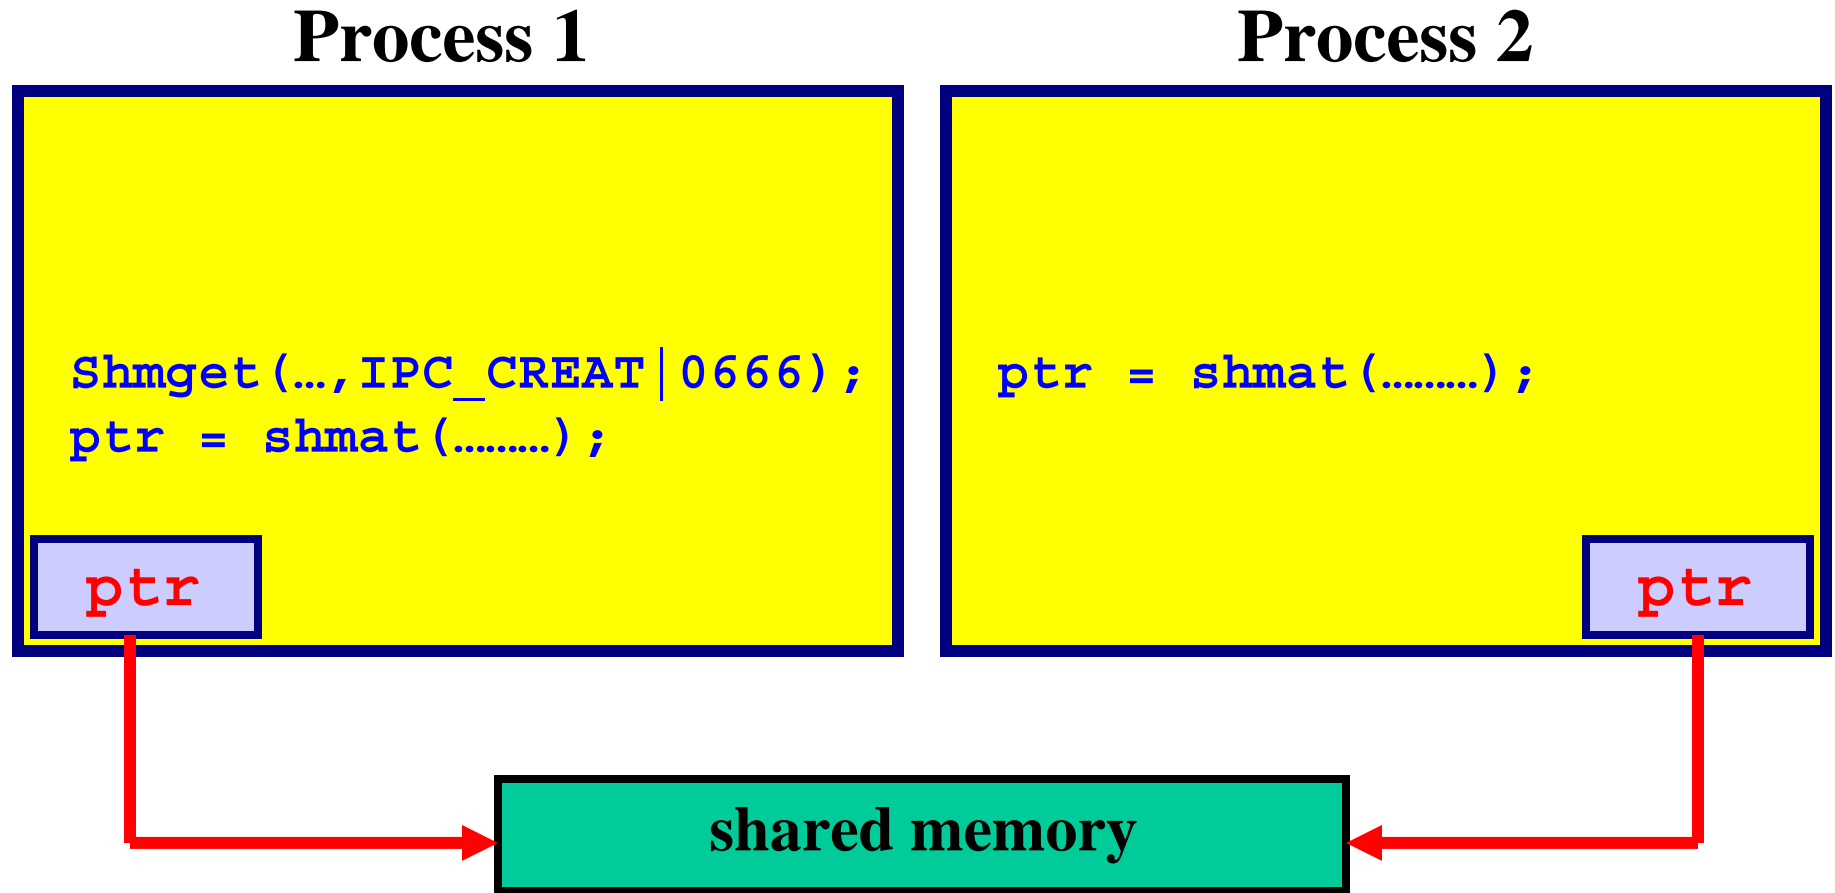 Process 1
Process 2
Shmget(…,IPC_CREAT|0666);
ptr = shmat(………);
ptr = shmat(………);
ptr
ptr
shared memory